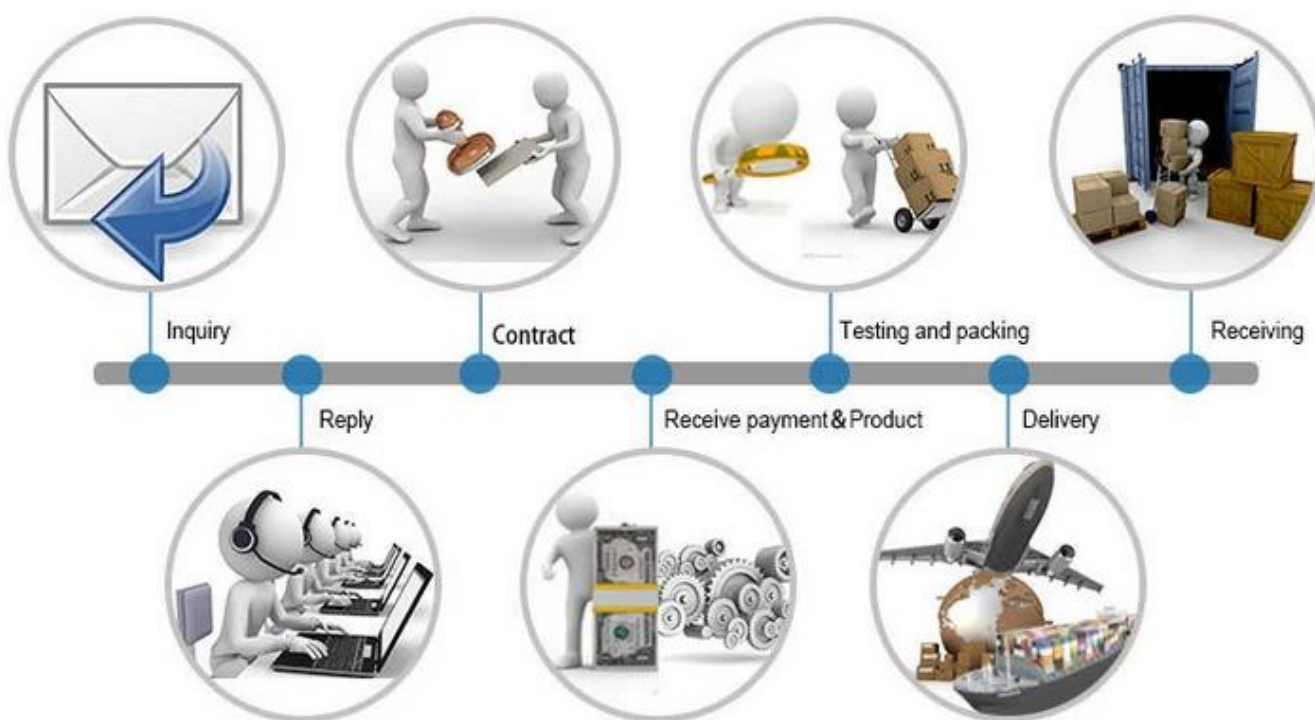 Inquiry
Contract
Testing and packing
Receiving
Reply
Receive payment & Product
Delivery